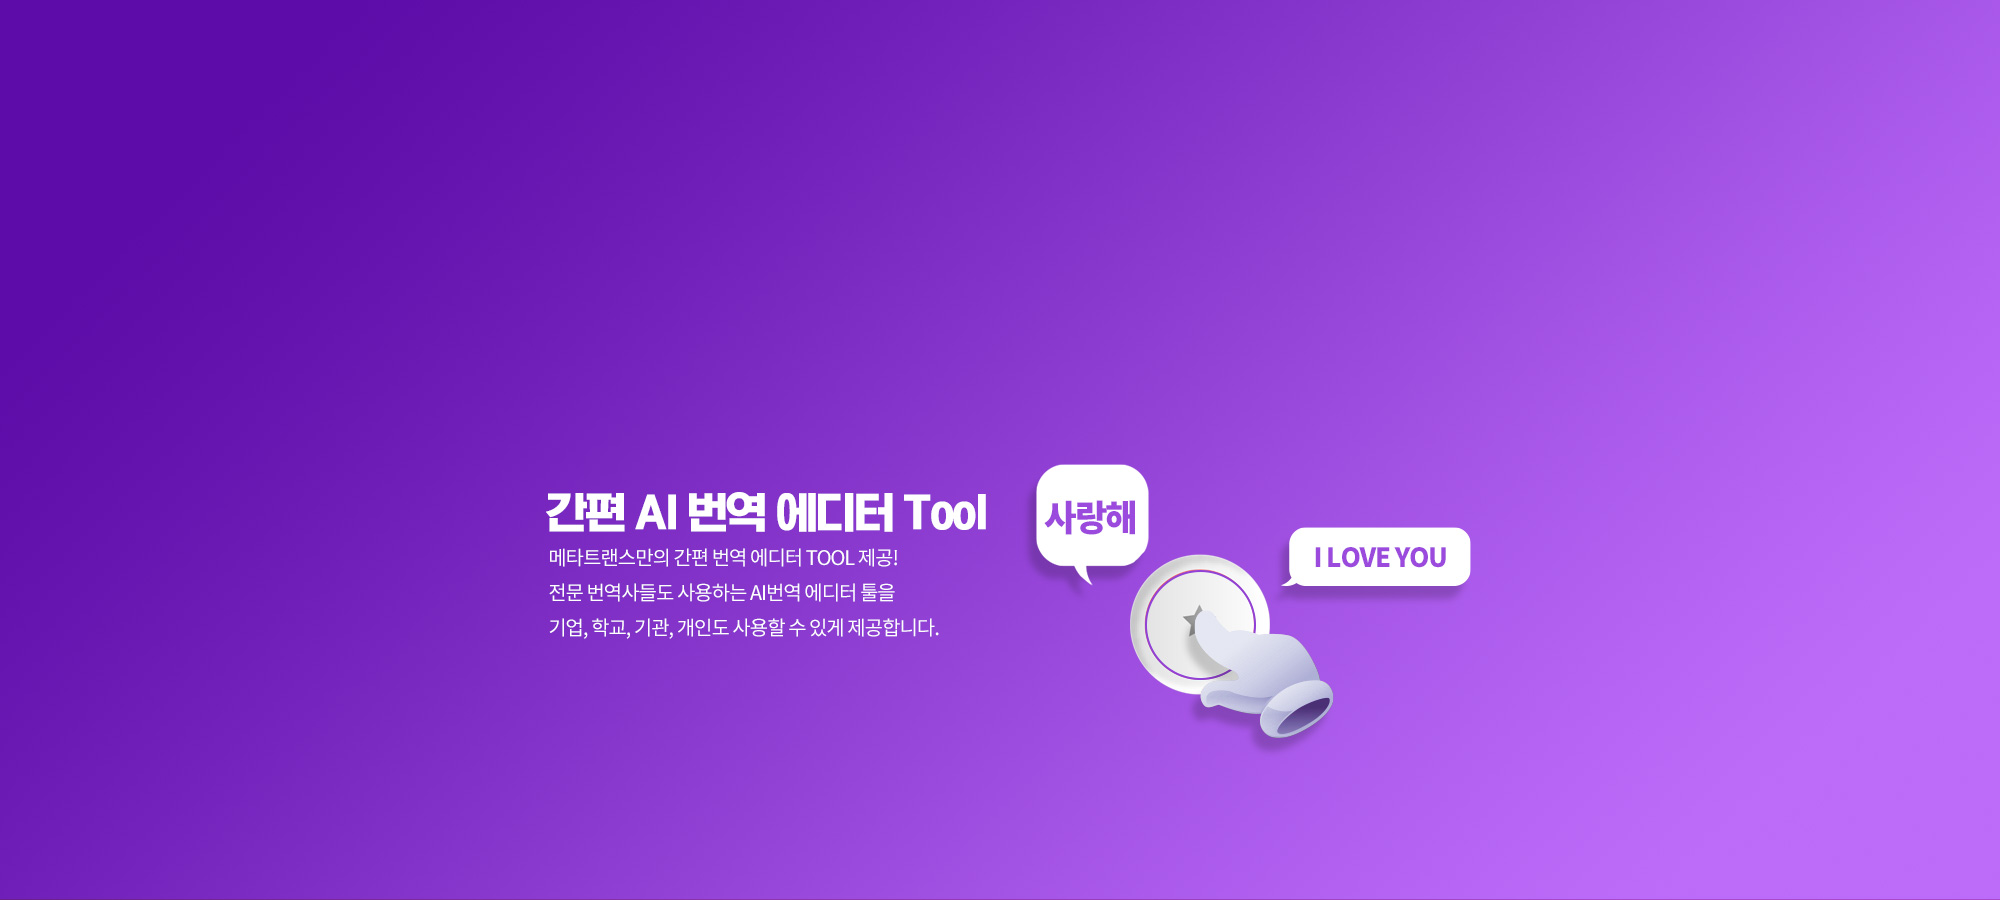 간편 AI 번역 에디터 Tool
메타트랜스만의 간편 번역 에디터 TOOL 제공!
전문 번역사들도 사용하는 AI번역 에디터 툴을
기업, 학교, 기관, 개인도 사용할 수 있게 제공합니다.
사랑해
I LOVE YOU